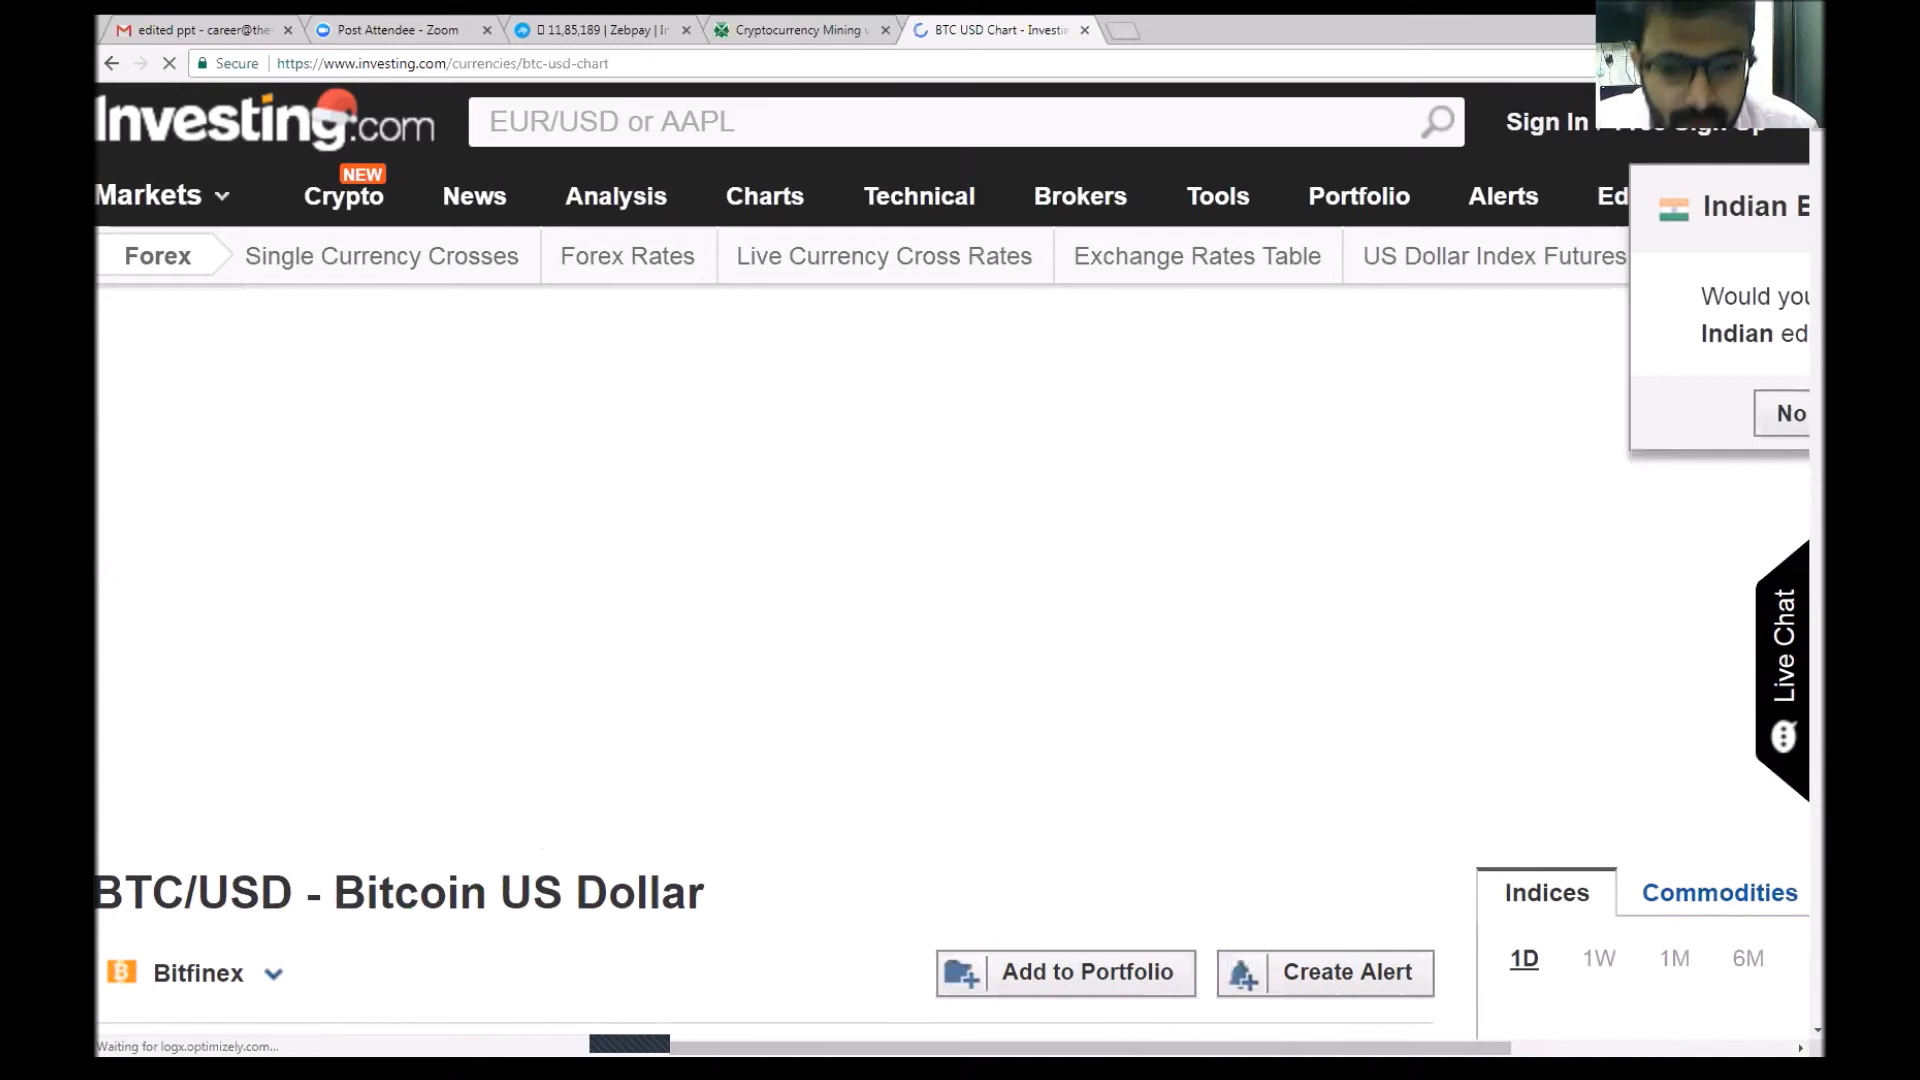 edited ppt - career@the
Post Attendee - Zoom
11,85,189 | Zebpay | I
Cryptocurrency Mining
BTC USD Chart - Investi
Secure | https://www.investing.com/currencies/btc-usd-chart
Investing.com
EUR/USD or AAPL
Sign In
NEW
Markets
Crypto
News
Analysis
Charts
Technical
Brokers
Tools
Portfolio
Alerts
Ed
Indian E
Forex
Single Currency Crosses
Forex Rates
Live Currency Cross Rates
Exchange Rates Table
US Dollar Index Futures
Would you
Indian ed
No
Live Chat
BTC/USD - Bitcoin US Dollar
Indices
Commodities
Bitfinex
Add to Portfolio
Create Alert
1D 1W 1M 6M
Waiting for logx.optimizely.com...